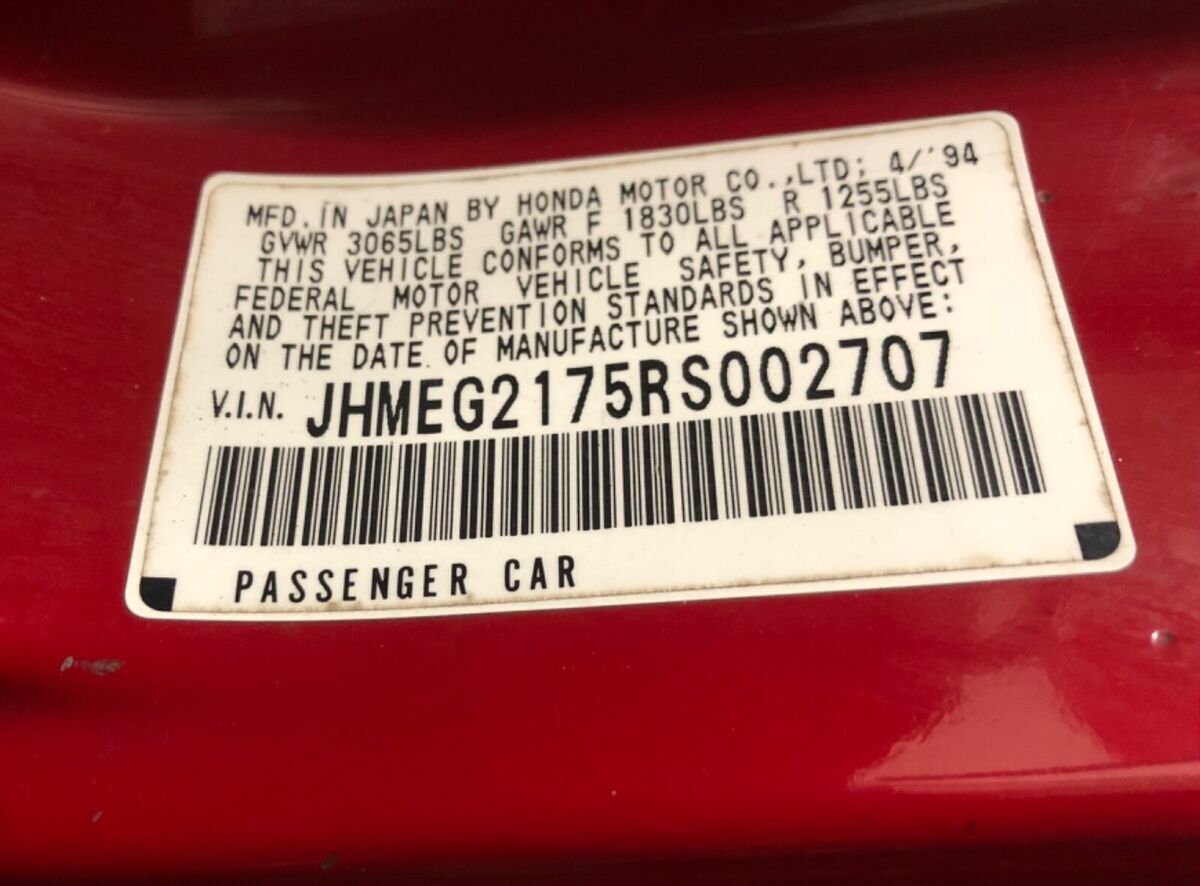 MFD. IN JAPAN BY HONDA MOTOR CO.,LTD; 4/'94
GVWR 3065LBS GAWR F 1830LBS R 1255LBS
THIS VEHICLE CONFORMS TO ALL APPLICABLE
FEDERAL MOTOR VEHICLE SAFETY, BUMPER,
AND THEFT PREVENTION STANDARDS IN EFFECT
ON THE DATE OF MANUFACTURE SHOWN ABOVE:
V.I.N. JHMEG2175RS002707
PASSENGER CAR